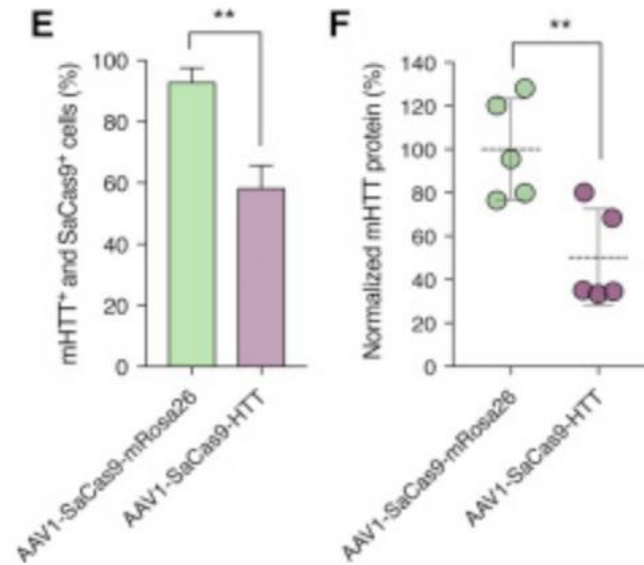 E
**
mHTT⁺ and SaCas9⁺ cells (%)
100
80
60
40
20
0
AAV1-SaCas9-mRosa26
AAV1-SaCas9-HTT
F
**
Normalized mHTT protein (%)
140
120
100
80
60
40
20
0
AAV1-SaCas9-mRosa26
AAV1-SaCas9-HTT